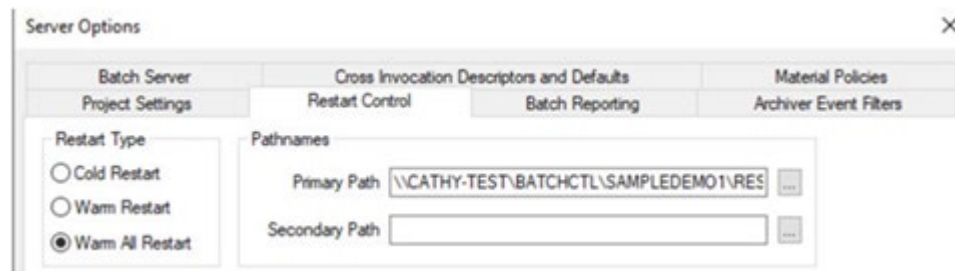 Server Options
Batch Server Cross Invocation Descriptors and Defaults Material Policies
Project Settings Restart Control Batch Reporting Archiver Event Filters
Restart Type
Cold Restart
Warm Restart
Warm All Restart
Pathnames
Primary Path \\CATHY-TEST\BATCHCTL\SAMPLEDEMO1\RES ...
Secondary Path ...